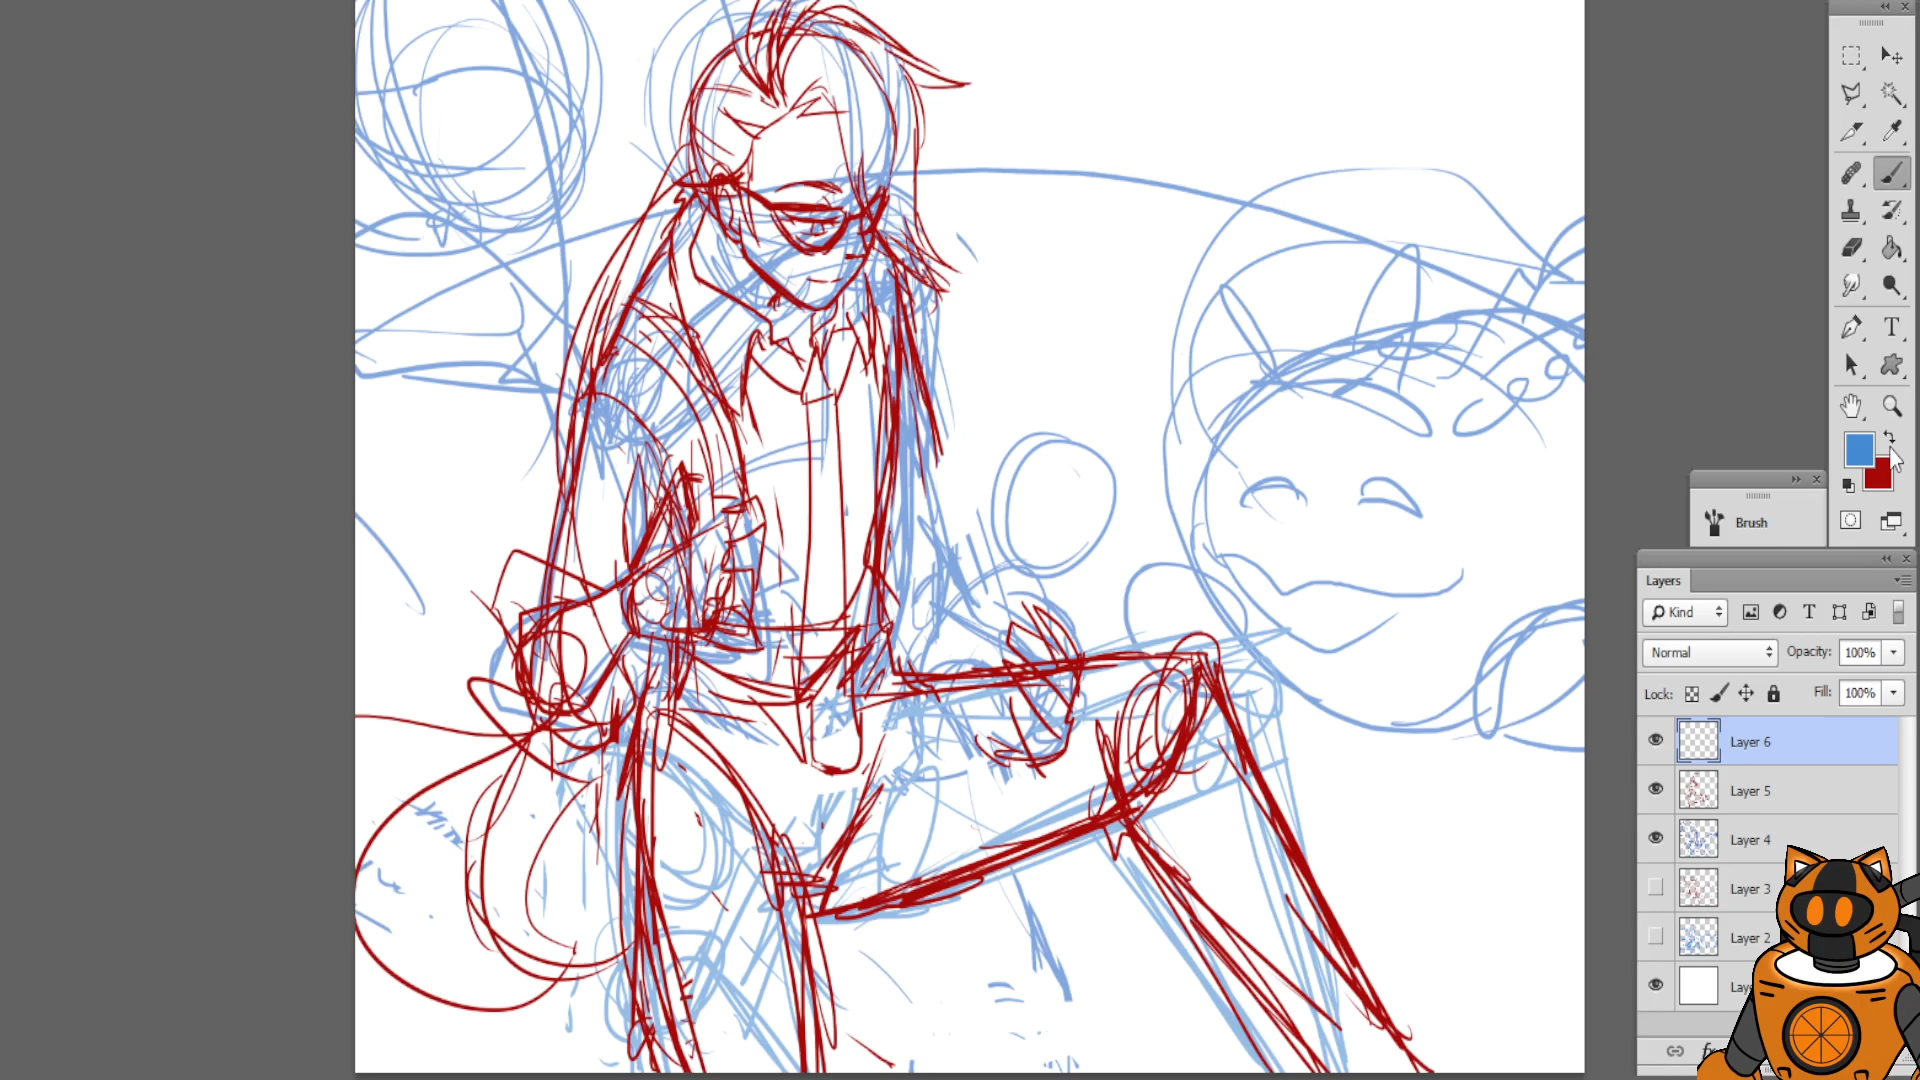 Brush
Layers
Kind
Normal
Opacity: 100%
Lock:
Fill: 100%
Layer 6
Layer 5
Layer 4
Layer 3
Layer 2